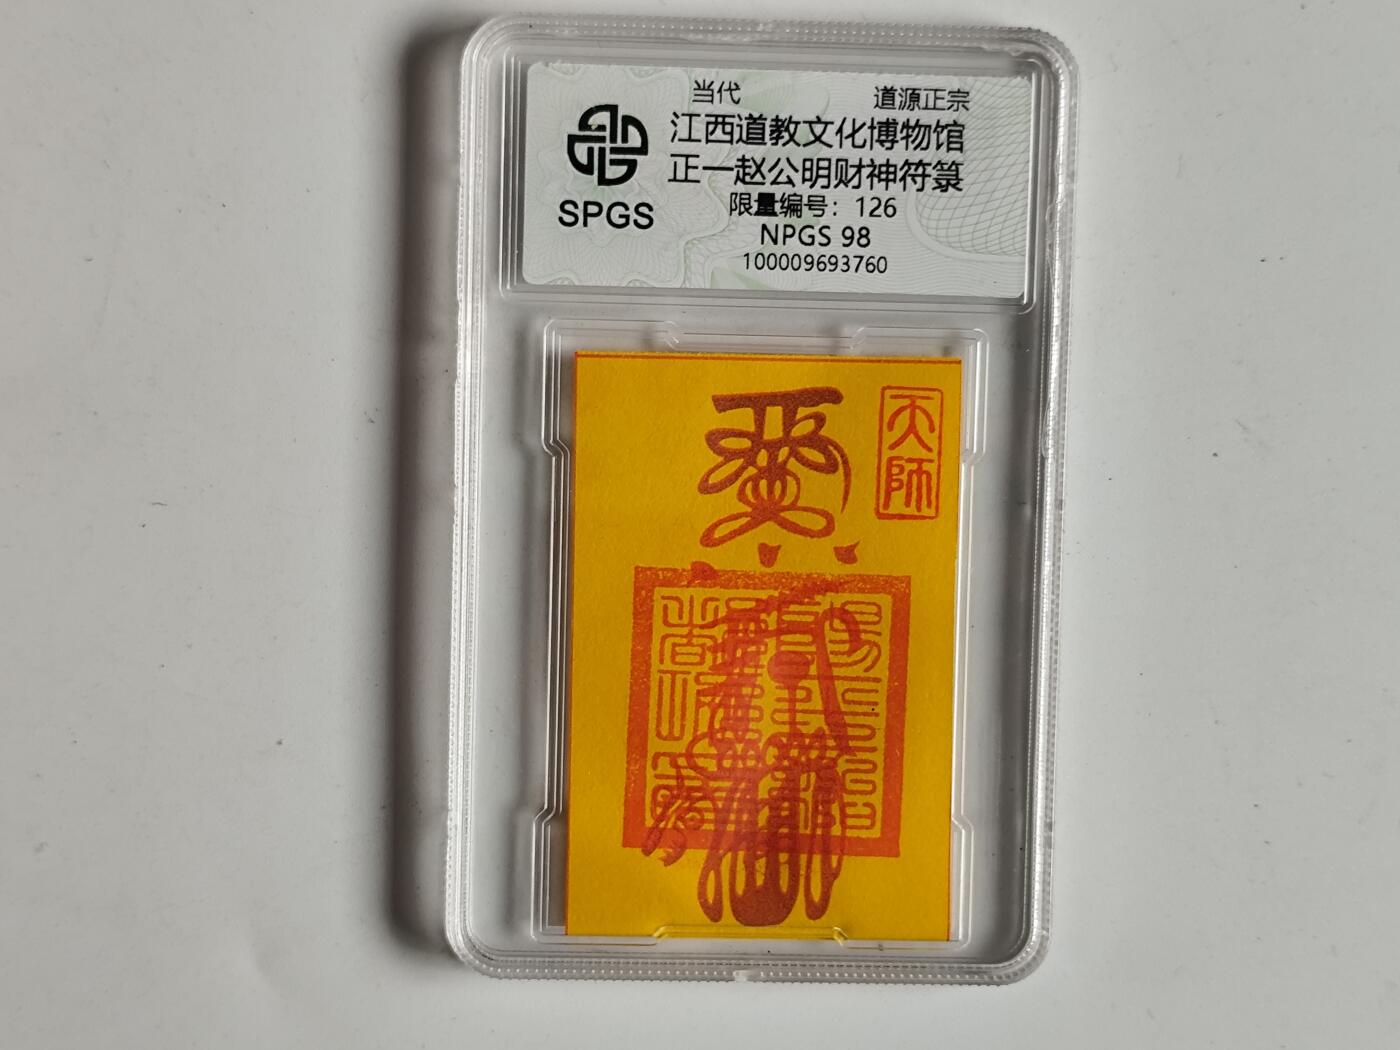 当代 道源正宗
江西道教文化博物馆
正一赵公明财神符箓
限量编号：126
NPGS 98
100009693760
SPGS
天師